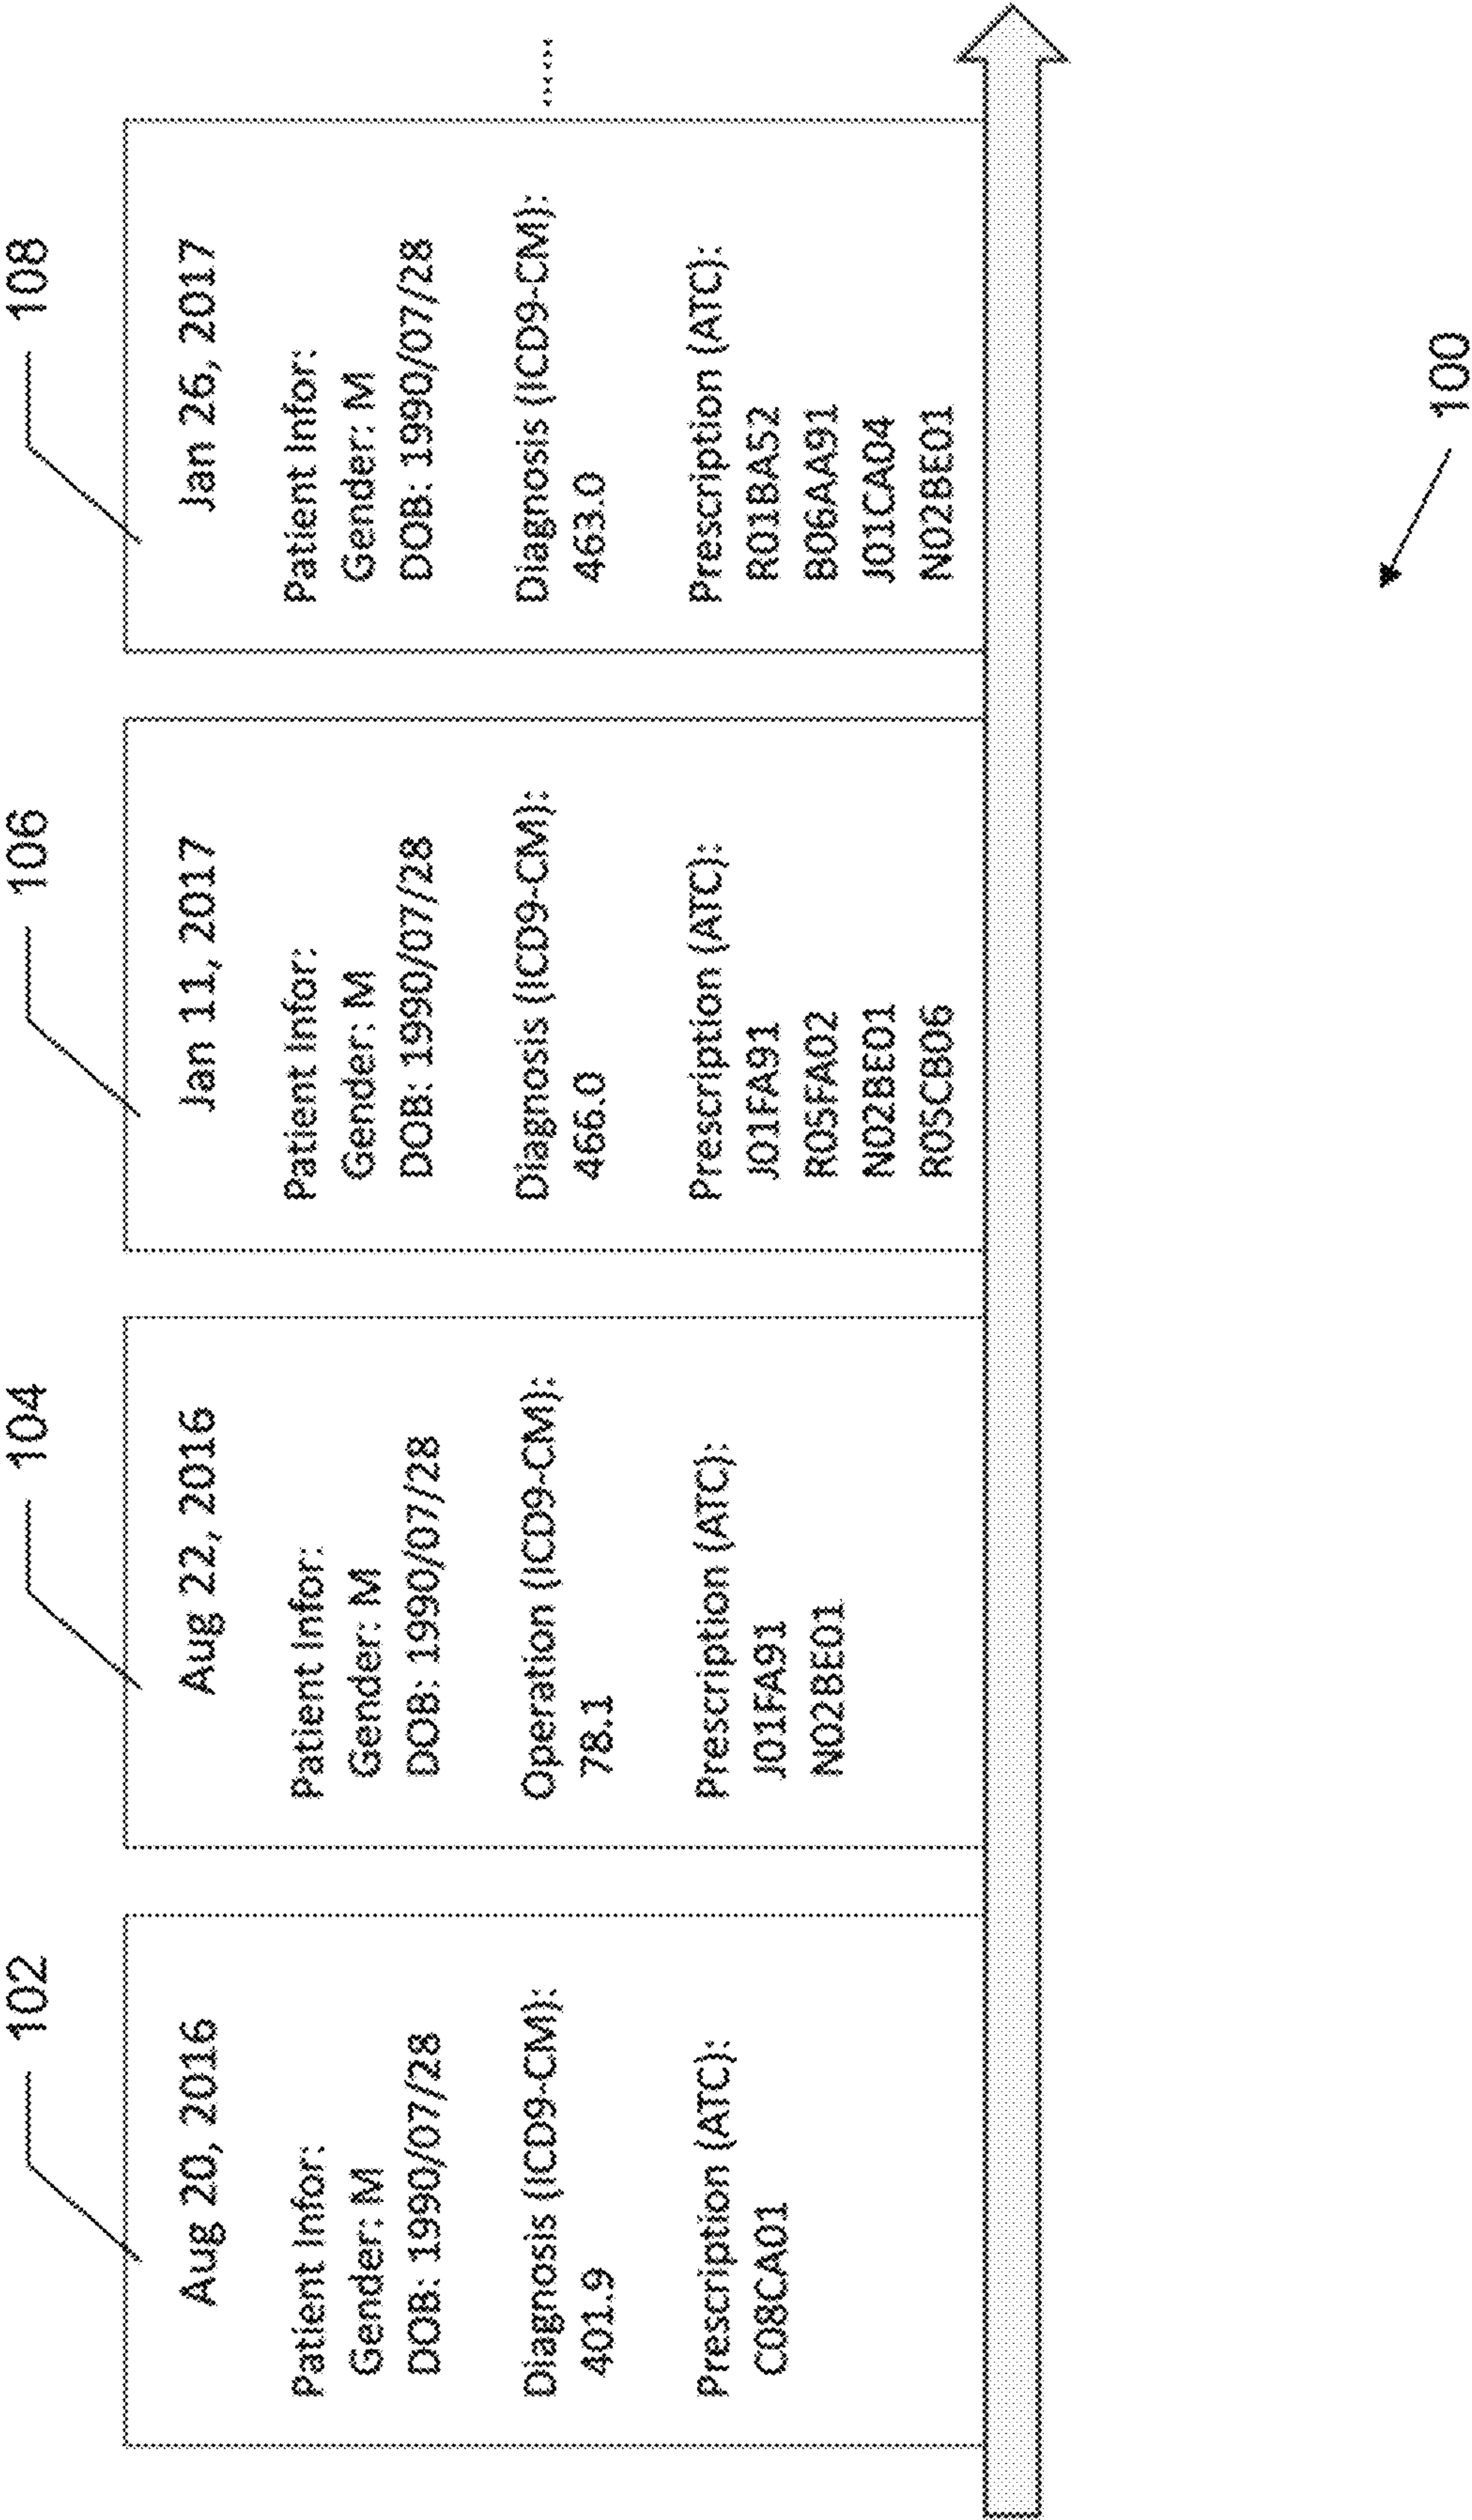 102
Aug 20, 2016
Patient Infor:
Gender: M
DOB: 1990/07/28
Diagnosis (ICD9-CM):
401.9
Prescription (ATC):
C08CA01
104
Aug 22, 2016
Patient Infor:
Gender: M
DOB: 1990/07/28
Operation (ICD9-CM):
78.1
Prescription (ATC):
J01FA91
N02BE01
106
Jan 11, 2017
Patient Infor:
Gender: M
DOB: 1990/07/28
Diagnosis (ICD9-CM):
466.0
Prescription (ATC):
J01FA91
R05FA02
N02BE01
R05CB06
108
Jan 26, 2017
Patient Infor:
Gender: M
DOB: 1990/07/28
Diagnosis (ICD9-CM):
463.0
Prescription (ATC):
R01BA52
B06AA91
J01CA04
N02BE01
100